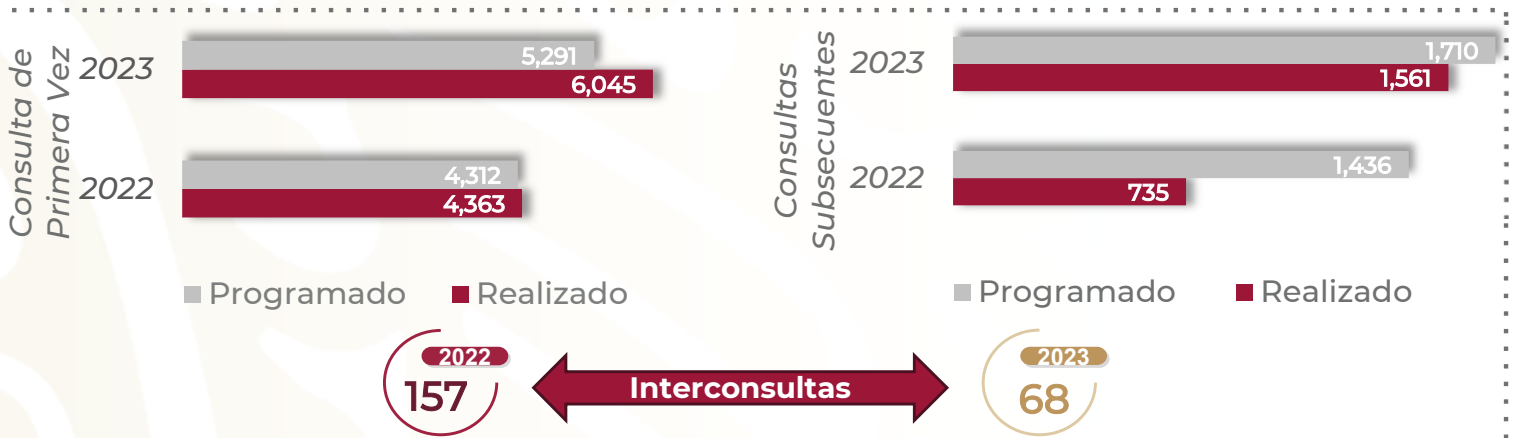 Consulta de
Primera Vez
2023
5,291
6,045
2022
4,312
4,363
Programado
Realizado
Consultas
Subsecuentes
2023
1,710
1,561
2022
1,436
735
Programado
Realizado
2022
157
Interconsultas
2023
68